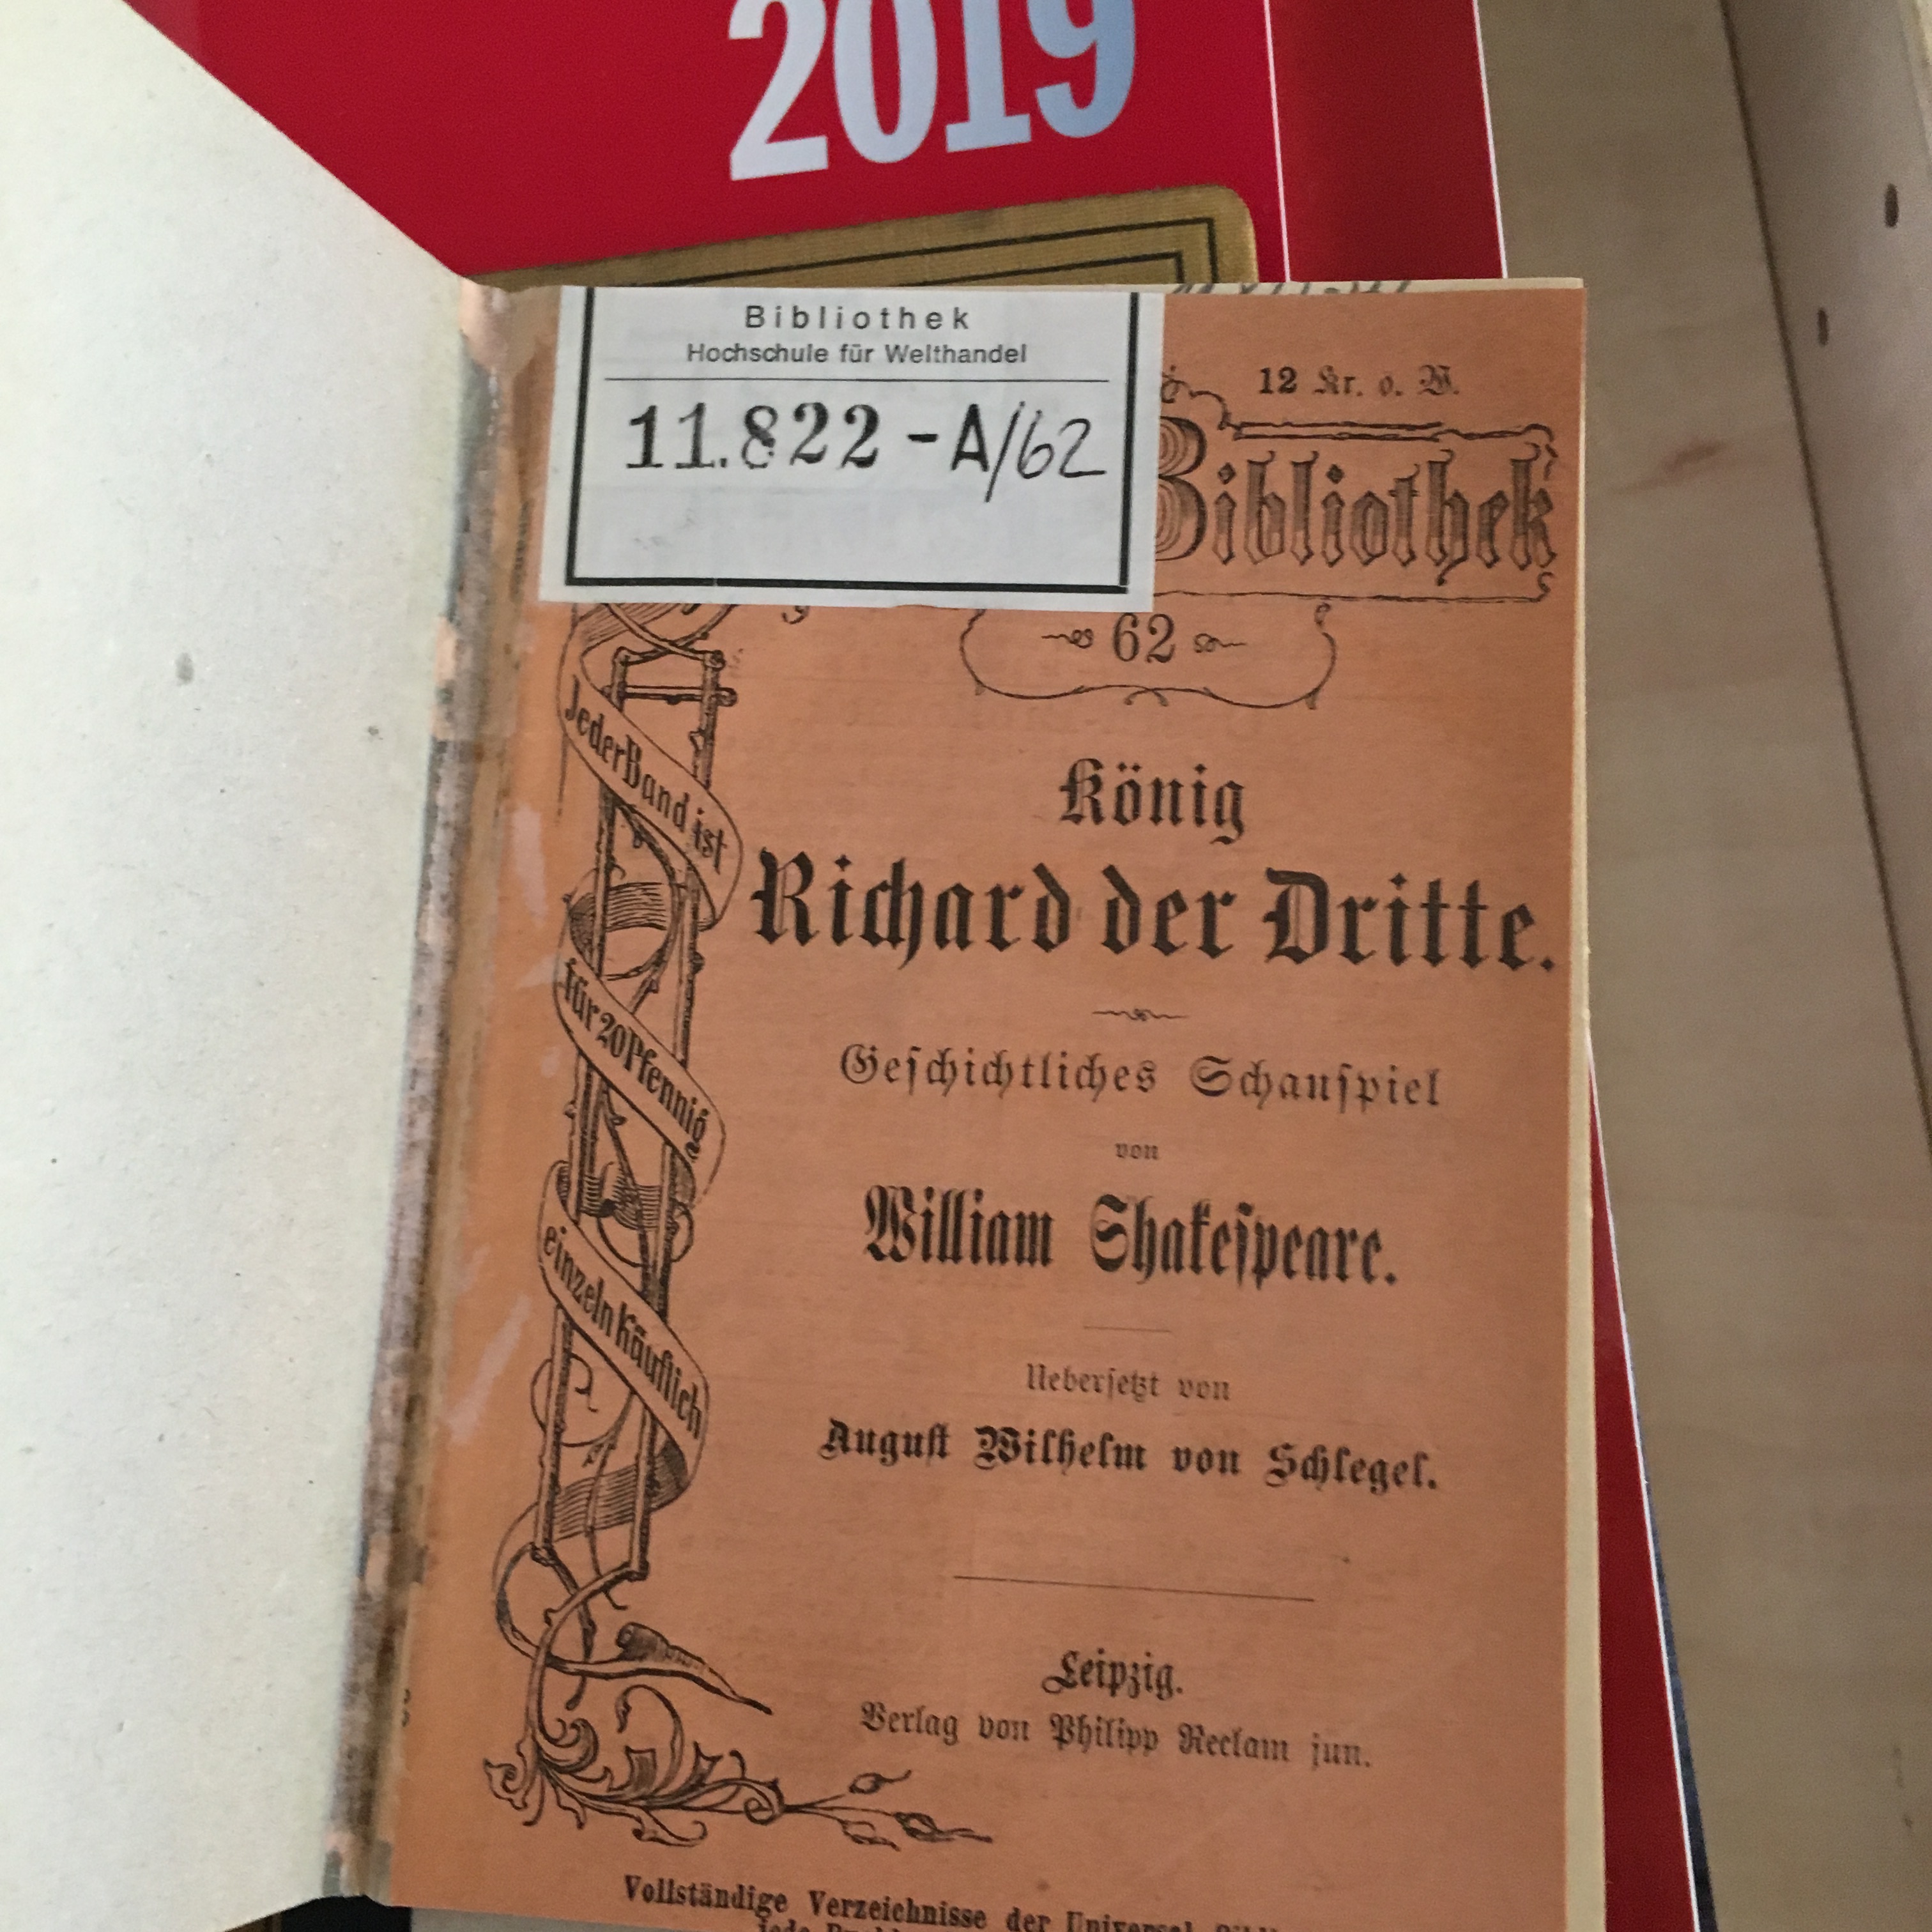 2019
Bibliothek
Hochschule für Welthandel
11.822 - A/62
12 Kr. o. W.
Bibliothek
62
Jeder Band ist
für 20 Pfennig
einzeln käuflich
König
Richard der Dritte.
Geſchichtliches Schauſpiel
von
William Shakeſpeare.
Ueberſetzt von
Auguſt Wilhelm von Schlegel.
Leipzig.
Verlag von Philipp Reclam jun.
Vollständige Verzeichnisse der
jede